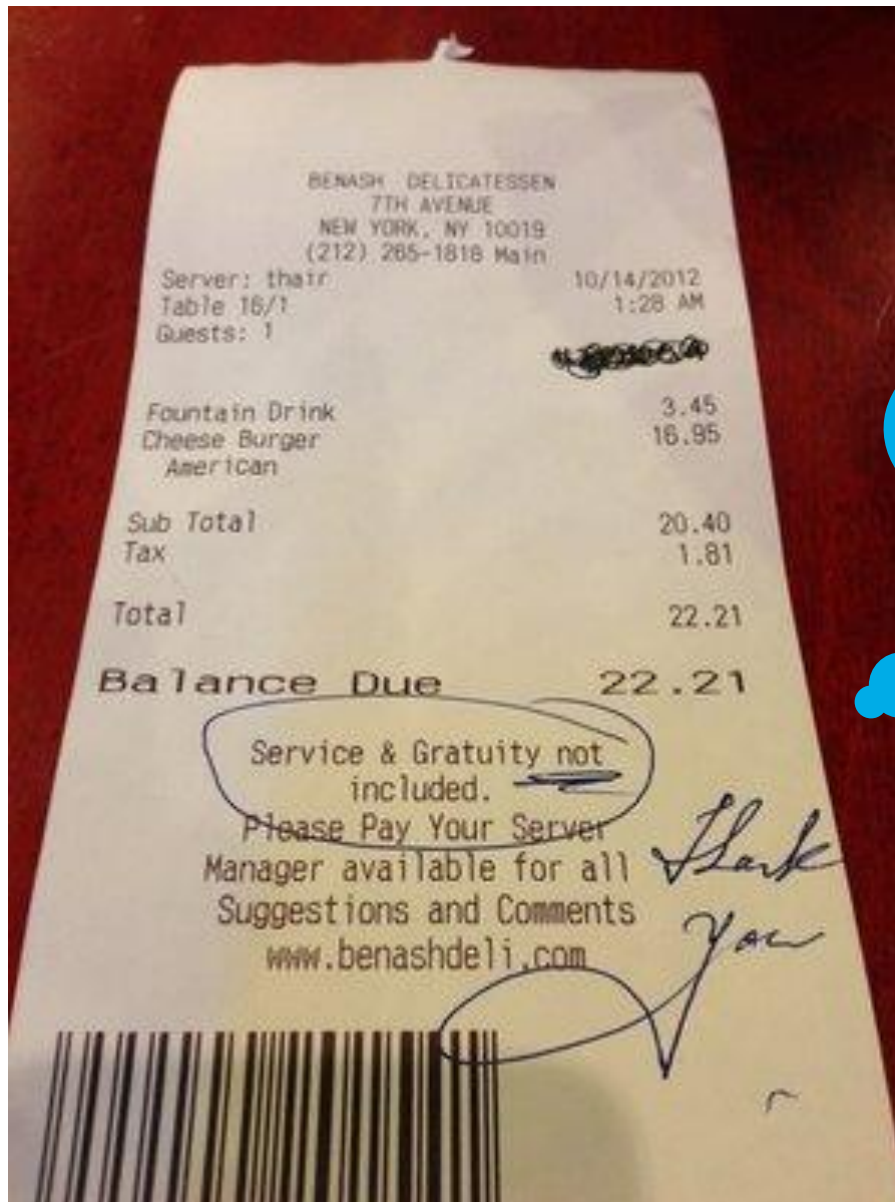 BENASH DELICATESSEN
7TH AVENUE
NEW YORK, NY 10019
(212) 265-1818 Main
Server: thair 10/14/2012
Table 16/1 1:28 AM
Guests: 1
Fountain Drink 3.45
Cheese Burger 16.95
American
Sub Total 20.40
Tax 1.81
Total 22.21
Balance Due 22.21
Service & Gratuity not
included.
Please Pay Your Server
Manager available for all
Suggestions and Comments
www.benashdeli.com
Thank
You